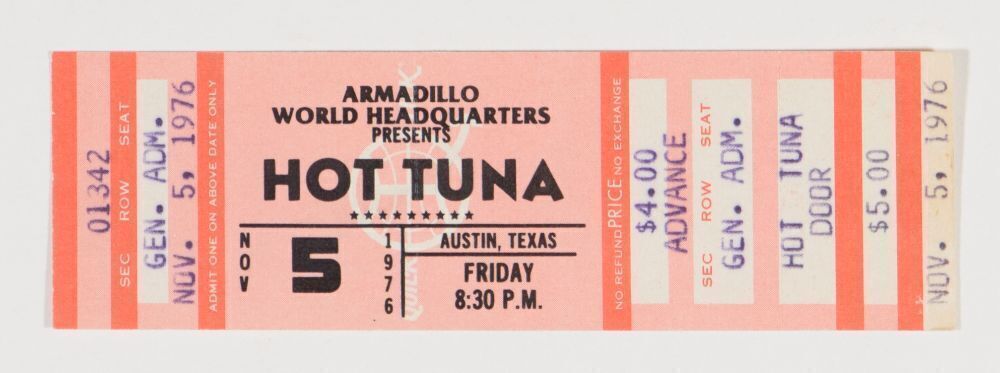 01342
SEC ROW SEAT
GEN. ADM.
NOV. 5, 1976
ADMIT ONE ON ABOVE DATE ONLY
ARMADILLO
WORLD HEADQUARTERS
PRESENTS
HOT TUNA
★★★★★★★★★
NOV
5
1976
AUSTIN, TEXAS
FRIDAY
8:30 P.M.
NO REFUND PRICE NO EXCHANGE
$4.00
ADVANCE
SEC ROW SEAT
GEN. ADM.
HOT TUNA
DOOR
$5.00
NOV. 5, 1976